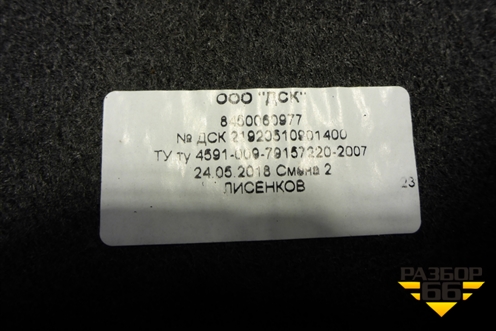 ООО "ДСК"
8450060977
№ ДСК 21920510901400
ТУ ту 4591-009-79157220-2007
24.05.2018 Смена 2
ЛИСЕНКОВ
23
РАЗБОР
66